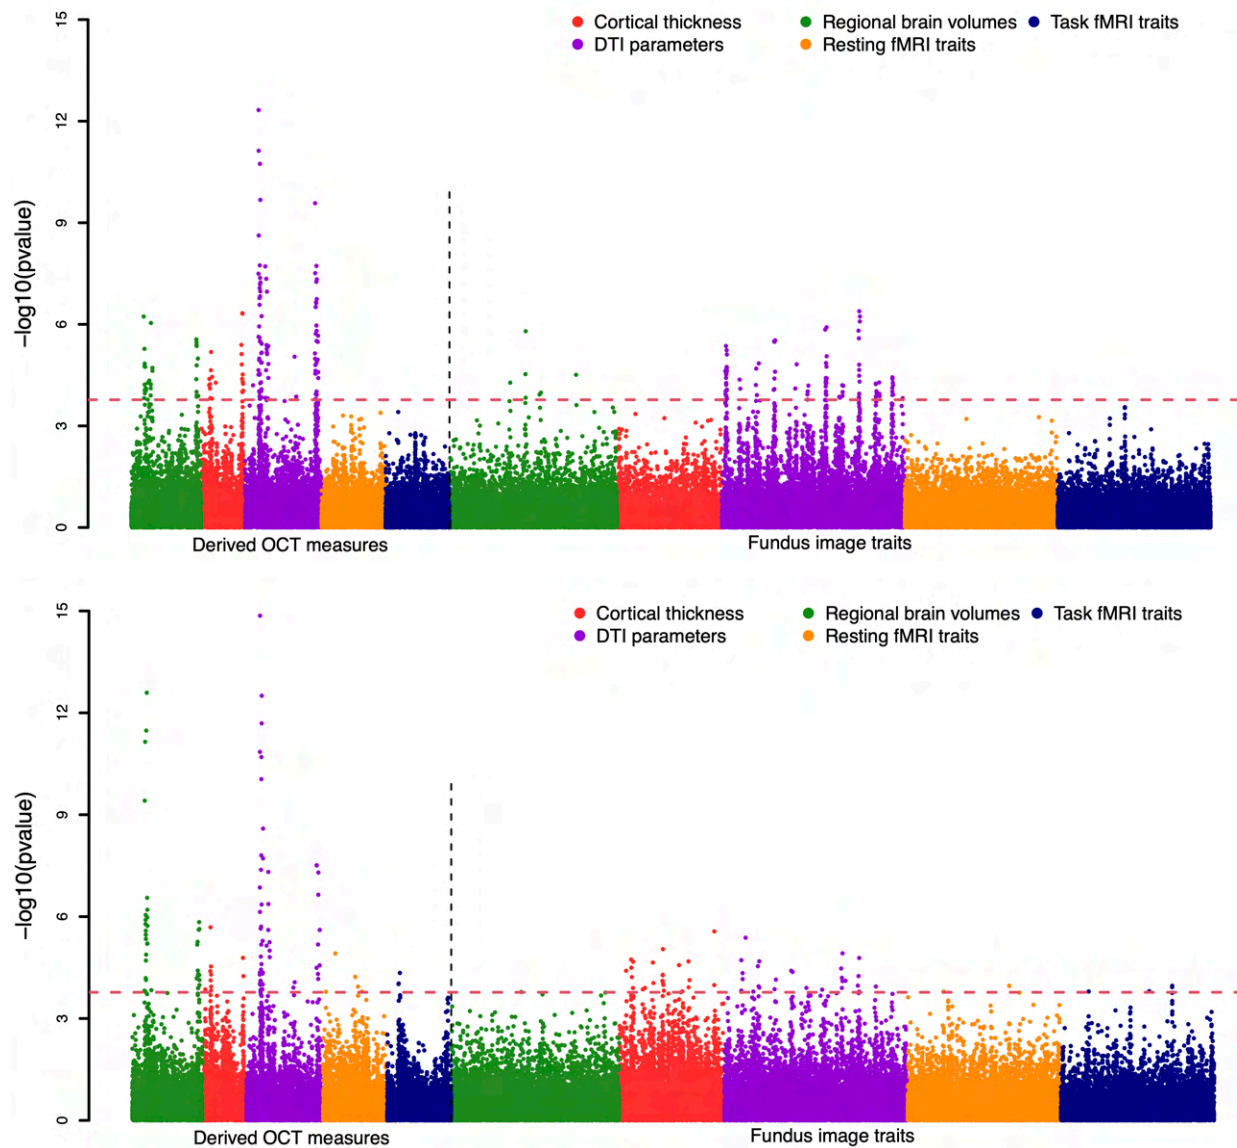 15
12
9
6
3
0
−log10(pvalue)
Cortical thickness
Regional brain volumes
Task fMRI traits
DTI parameters
Resting fMRI traits
Derived OCT measures
Fundus image traits
15
12
9
6
3
0
−log10(pvalue)
Cortical thickness
Regional brain volumes
Task fMRI traits
DTI parameters
Resting fMRI traits
Derived OCT measures
Fundus image traits